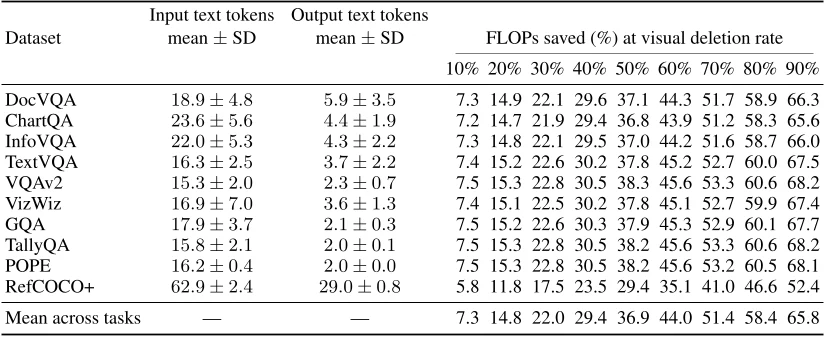 Input text tokens Output text tokens
Dataset mean ± SD mean ± SD FLOPs saved (%) at visual deletion rate
10% 20% 30% 40% 50% 60% 70% 80% 90%
DocVQA 18.9 ± 4.8 5.9 ± 3.5 7.3 14.9 22.1 29.6 37.1 44.3 51.7 58.9 66.3
ChartQA 23.6 ± 5.6 4.4 ± 1.9 7.2 14.7 21.9 29.4 36.8 43.9 51.2 58.3 65.6
InfoVQA 22.0 ± 5.3 4.3 ± 2.2 7.3 14.8 22.1 29.5 37.0 44.2 51.6 58.7 66.0
TextVQA 16.3 ± 2.5 3.7 ± 2.2 7.4 15.2 22.6 30.2 37.8 45.2 52.7 60.0 67.5
VQAv2 15.3 ± 2.0 2.3 ± 0.7 7.5 15.3 22.8 30.5 38.3 45.6 53.3 60.6 68.2
VizWiz 16.9 ± 7.0 3.6 ± 1.3 7.4 15.1 22.5 30.2 37.8 45.1 52.7 59.9 67.4
GQA 17.9 ± 3.7 2.1 ± 0.3 7.5 15.2 22.6 30.3 37.9 45.3 52.9 60.1 67.7
TallyQA 15.8 ± 2.1 2.0 ± 0.1 7.5 15.3 22.8 30.5 38.2 45.6 53.3 60.6 68.2
POPE 16.2 ± 0.4 2.0 ± 0.0 7.5 15.3 22.8 30.5 38.2 45.6 53.2 60.5 68.1
RefCOCO+ 62.9 ± 2.4 29.0 ± 0.8 5.8 11.8 17.5 23.5 29.4 35.1 41.0 46.6 52.4
Mean across tasks — — 7.3 14.8 22.0 29.4 36.9 44.0 51.4 58.4 65.8